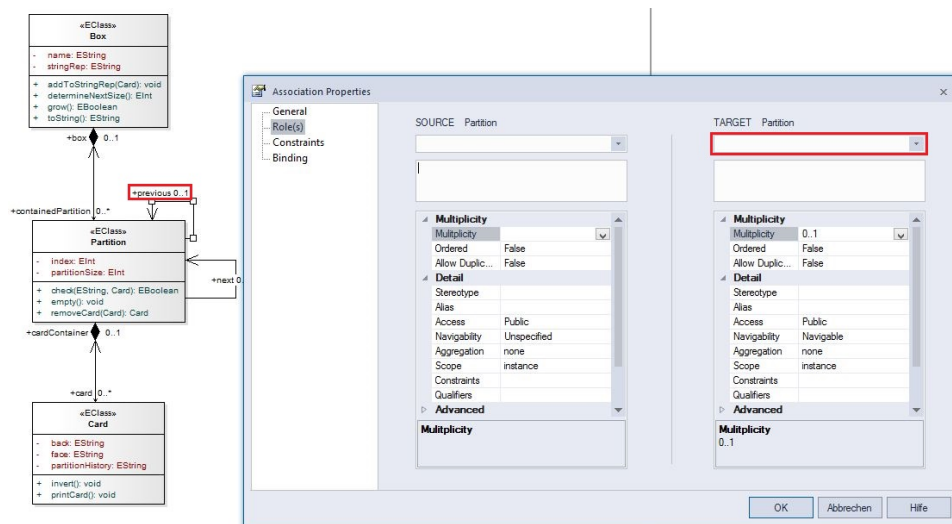 «EClass»
Box
- name: EString
- stringRep: EString
+ addToStringRep(Card): void
+ determineNextSize(): EInt
+ grow(): EBoolean
+ toString(): EString
+box 0..1
+previous 0..1
+containedPartition 0..*
«EClass»
Partition
- index: EInt
- partitionSize: EInt
+ check(EString, Card): EBoolean
+ empty(): void
+ removeCard(Card): Card
+next 0.
+cardContainer 0..1
+card 0..*
«EClass»
Card
- back: EString
- face: EString
- partitionHistory: EString
+ invert(): void
+ printCard(): void
Association Properties
General
Role(s)
Constraints
Binding
SOURCE Partition
Multiplicity
Mulitplicity
Ordered False
Allow Duplic... False
Detail
Stereotype
Alias
Access Public
Navigability Unspecified
Aggregation none
Scope instance
Constraints
Qualifiers
Advanced
Mulitplicity
TARGET Partition
Multiplicity
Mulitplicity 0..1
Ordered False
Allow Duplic... False
Detail
Stereotype
Alias
Access Public
Navigability Navigable
Aggregation none
Scope instance
Constraints
Qualifiers
Advanced
Mulitplicity
0..1
OK Abbrechen Hilfe